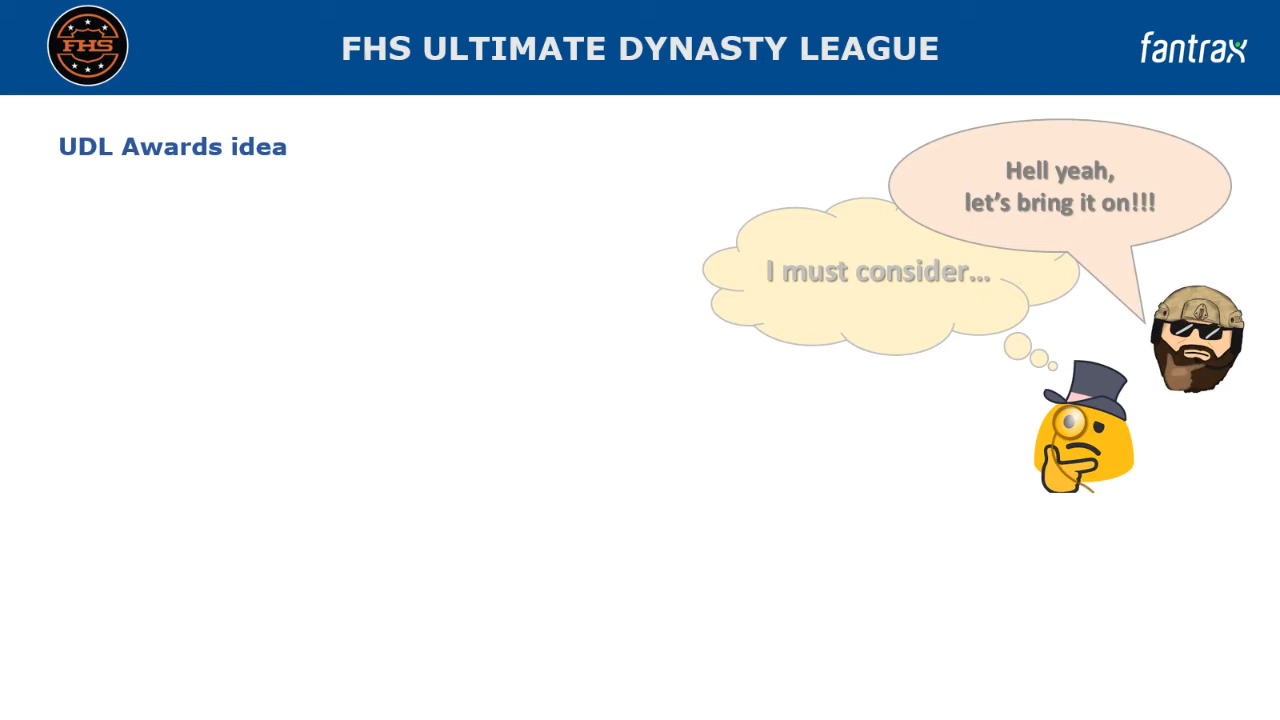 FHS
FHS ULTIMATE DYNASTY LEAGUE
fantrax
UDL Awards idea
Hell yeah,
let’s bring it on!!!
I must consider...